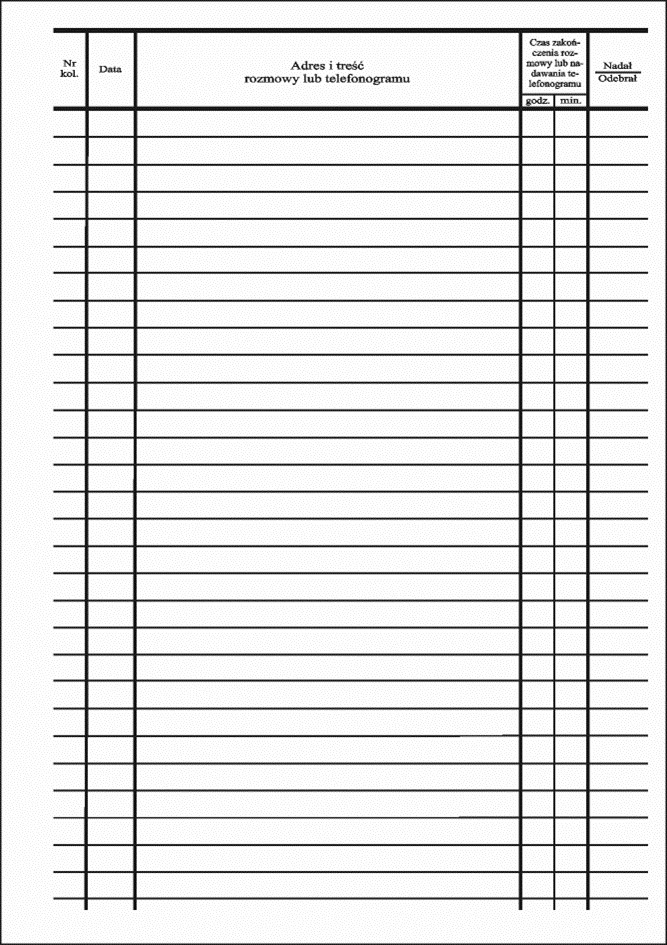 Nr
kol.
Data
Adres i treść
rozmowy lub telefonogramu
Czas zakoń-
czenia roz-
mowy lub na-
dawania te-
lefonogramu
godz. min.
Nadał
Odebrał